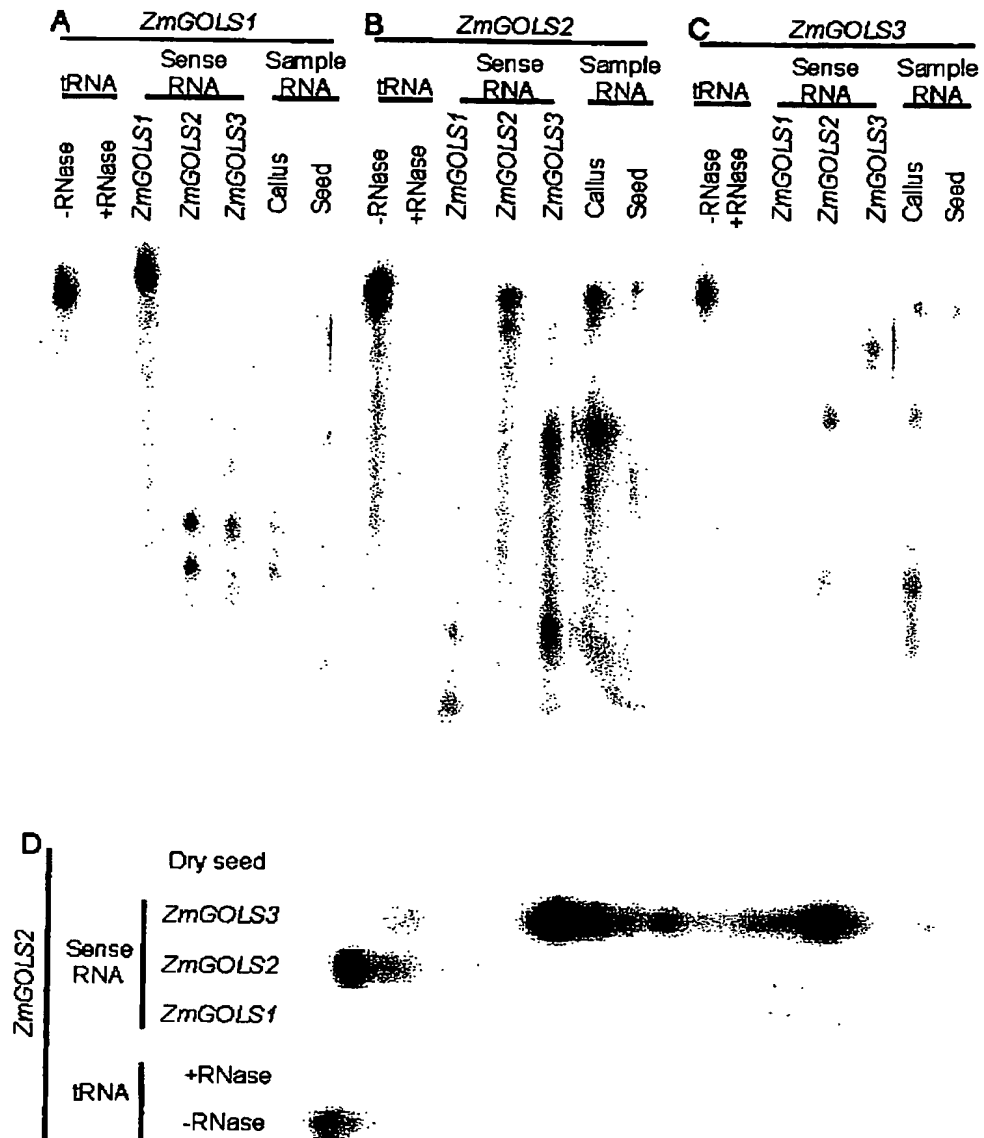 A ZmGOLS1
tRNA
Sense RNA
Sample RNA
-RNase
+RNase
ZmGOLS1
ZmGOLS2
ZmGOLS3
Callus
Seed
B ZmGOLS2
tRNA
Sense RNA
Sample RNA
-RNase
+RNase
ZmGOLS1
ZmGOLS2
ZmGOLS3
Callus
Seed
C ZmGOLS3
tRNA
Sense RNA
Sample RNA
-RNase
+RNase
ZmGOLS1
ZmGOLS2
ZmGOLS3
Callus
Seed
D
ZmGOLS2
Dry seed
Sense RNA
ZmGOLS3
ZmGOLS2
ZmGOLS1
tRNA
+RNase
-RNase